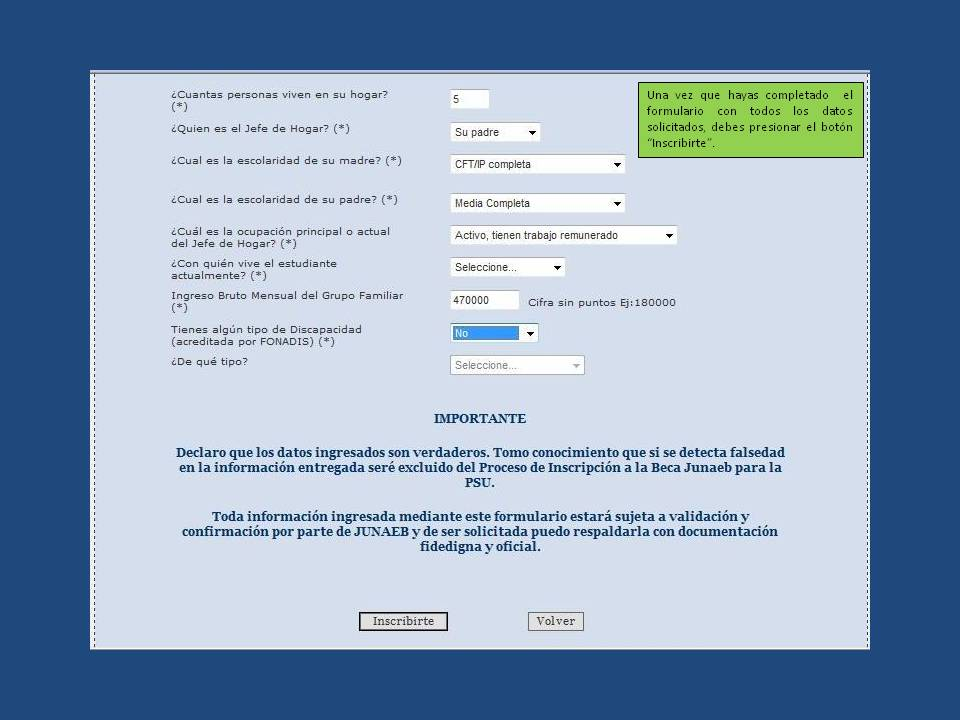 ¿Cuantas personas viven en su hogar?
(*)
5
¿Quien es el Jefe de Hogar? (*)
Su padre
¿Cual es la escolaridad de su madre? (*)
CFT/IP completa
¿Cual es la escolaridad de su padre? (*)
Media Completa
¿Cuál es la ocupación principal o actual
del Jefe de Hogar? (*)
Activo, tienen trabajo remunerado
¿Con quién vive el estudiante
actualmente? (*)
Seleccione...
Ingreso Bruto Mensual del Grupo Familiar
(*)
470000
Cifra sin puntos Ej:180000
Tienes algún tipo de Discapacidad
(acreditada por FONADIS) (*)
No
¿De qué tipo?
Seleccione...
Una vez que hayas completado el
formulario con todos los datos
solicitados, debes presionar el botón
“Inscribirte”.
IMPORTANTE
Declaro que los datos ingresados son verdaderos. Tomo conocimiento que si se detecta falsedad
en la información entregada seré excluido del Proceso de Inscripción a la Beca Junaeb para la
PSU.
Toda información ingresada mediante este formulario estará sujeta a validación y
confirmación por parte de JUNAEB y de ser solicitada puedo respaldarla con documentación
fidedigna y oficial.
Inscribirte
Volver